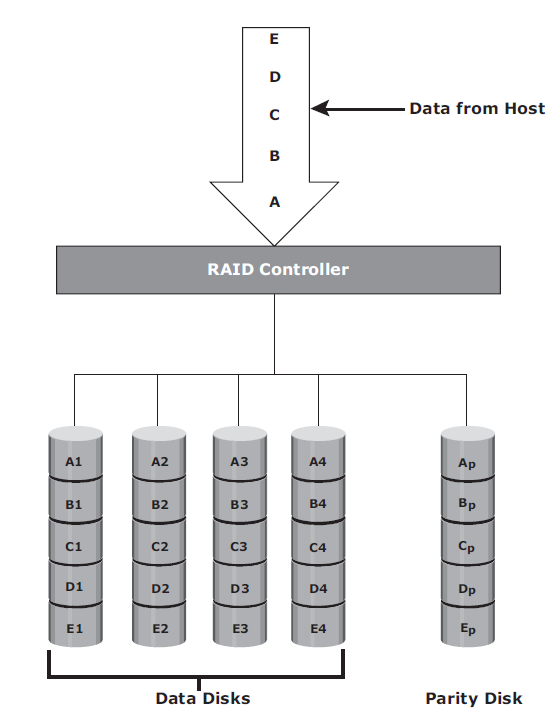 E
D
C
Data from Host
B
A
RAID Controller
A1 A2 A3 A4 Ap
B1 B2 B3 B4 Bp
C1 C2 C3 C4 Cp
D1 D2 D3 D4 Dp
E1 E2 E3 E4 Ep
Data Disks Parity Disk